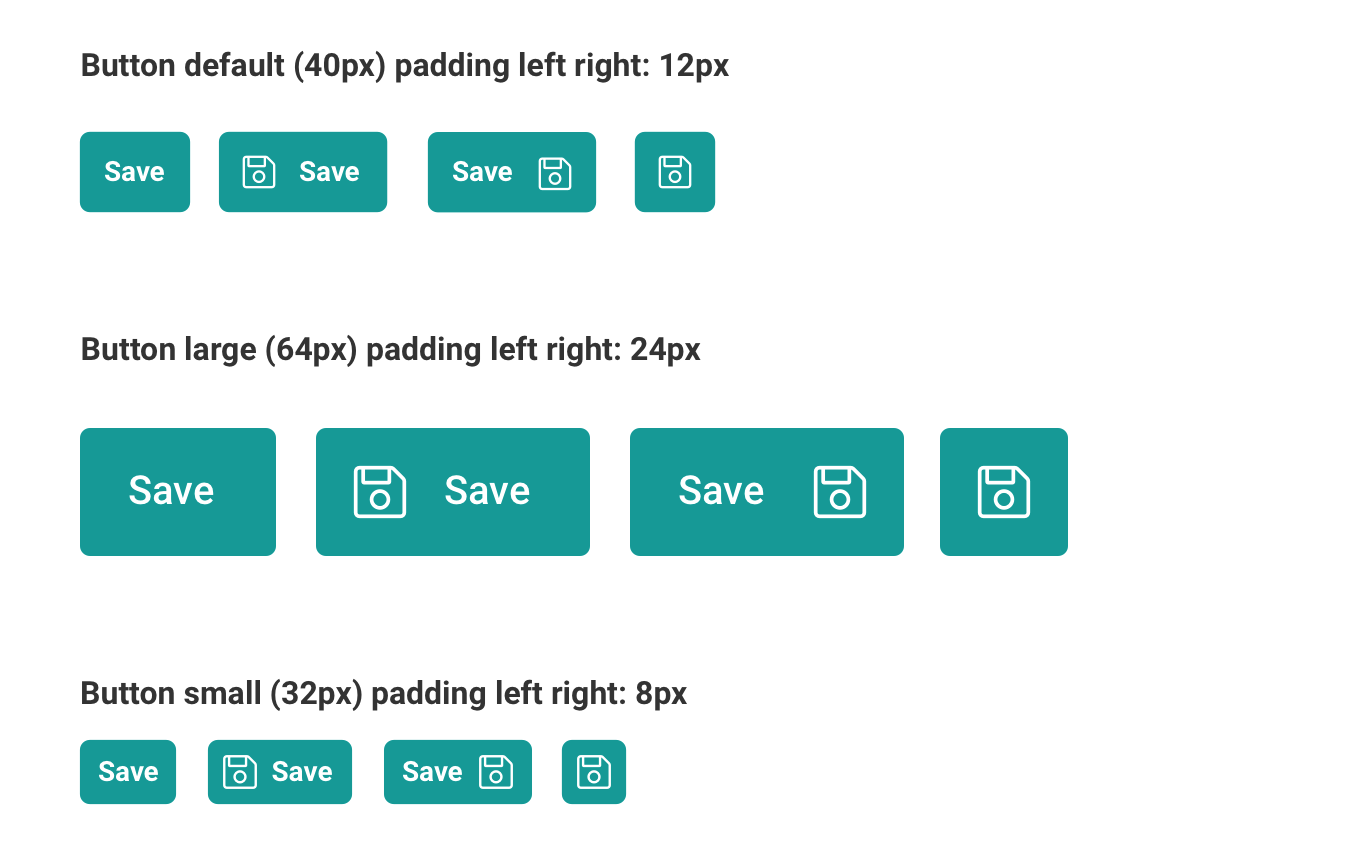 Button default (40px) padding left right: 12px
Save Save Save
Button large (64px) padding left right: 24px
Save Save Save
Button small (32px) padding left right: 8px
Save Save Save